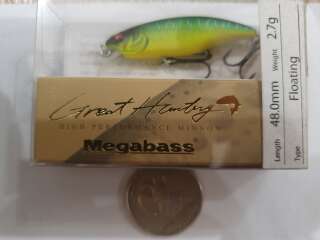 Great Hunting
HIGH PERFORMANCE MINNOW
Megabass
Length 48.0mm Weight 2.7g
Type Floating